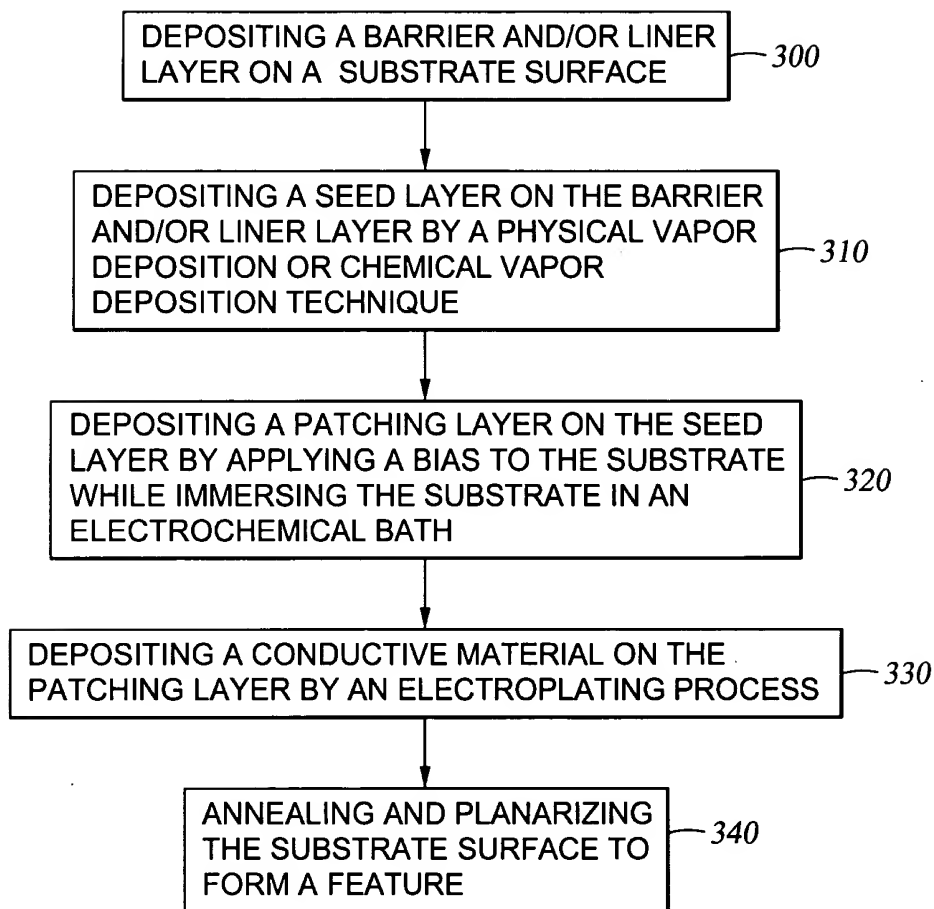 DEPOSITING A BARRIER AND/OR LINER
LAYER ON A SUBSTRATE SURFACE
300
DEPOSITING A SEED LAYER ON THE BARRIER
AND/OR LINER LAYER BY A PHYSICAL VAPOR
DEPOSITION OR CHEMICAL VAPOR
DEPOSITION TECHNIQUE
310
DEPOSITING A PATCHING LAYER ON THE SEED
LAYER BY APPLYING A BIAS TO THE SUBSTRATE
WHILE IMMERSING THE SUBSTRATE IN AN
ELECTROCHEMICAL BATH
320
DEPOSITING A CONDUCTIVE MATERIAL ON THE
PATCHING LAYER BY AN ELECTROPLATING PROCESS
330
ANNEALING AND PLANARIZING
THE SUBSTRATE SURFACE TO
FORM A FEATURE
340